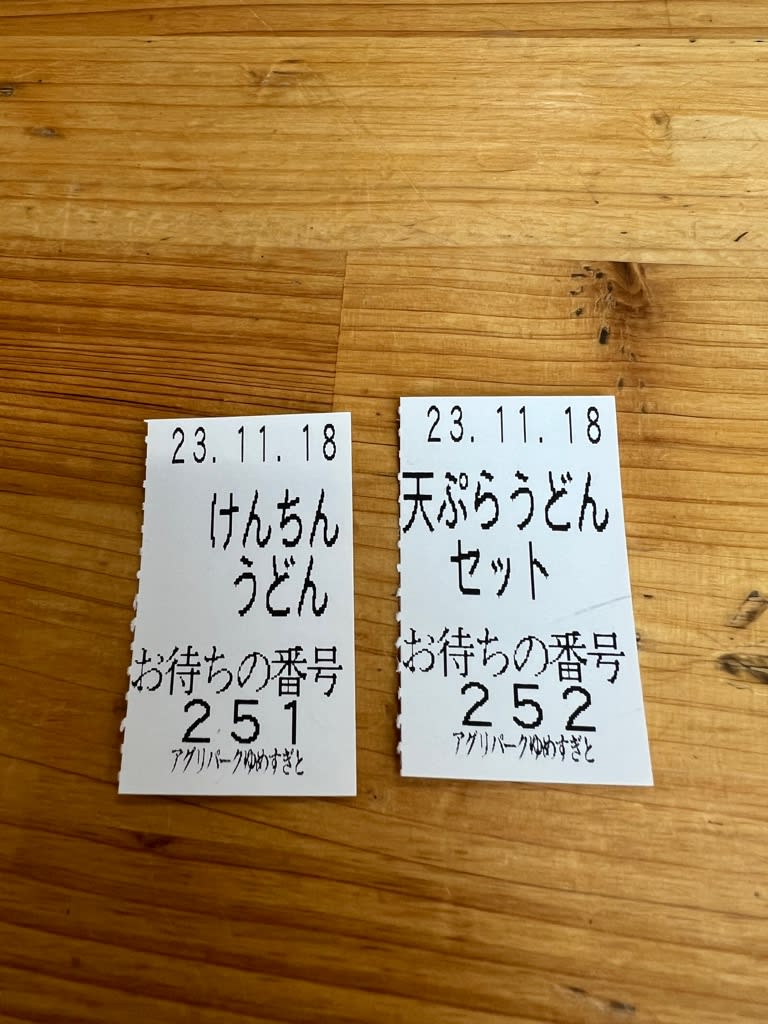 23.11.18
けんちん
うどん
お待ちの番号
251
アグリパークゆめすぎと
23.11.18
天ぷらうどん
セット
お待ちの番号
252
アグリパークゆめすぎと